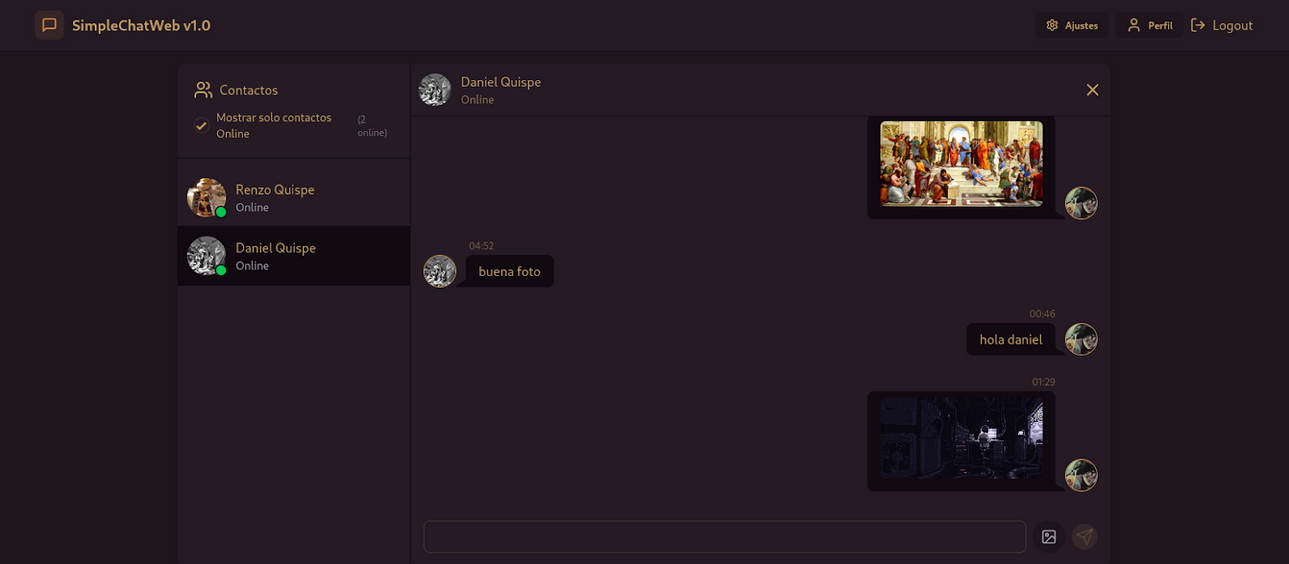 SimpleChatWeb v1.0
Ajustes
Perfil
Logout
Contactos
Mostrar solo contactos
Online
(2
online)
Renzo Quispe
Online
Daniel Quispe
Online
Daniel Quispe
Online
04:52
buena foto
00:46
hola daniel
01:29